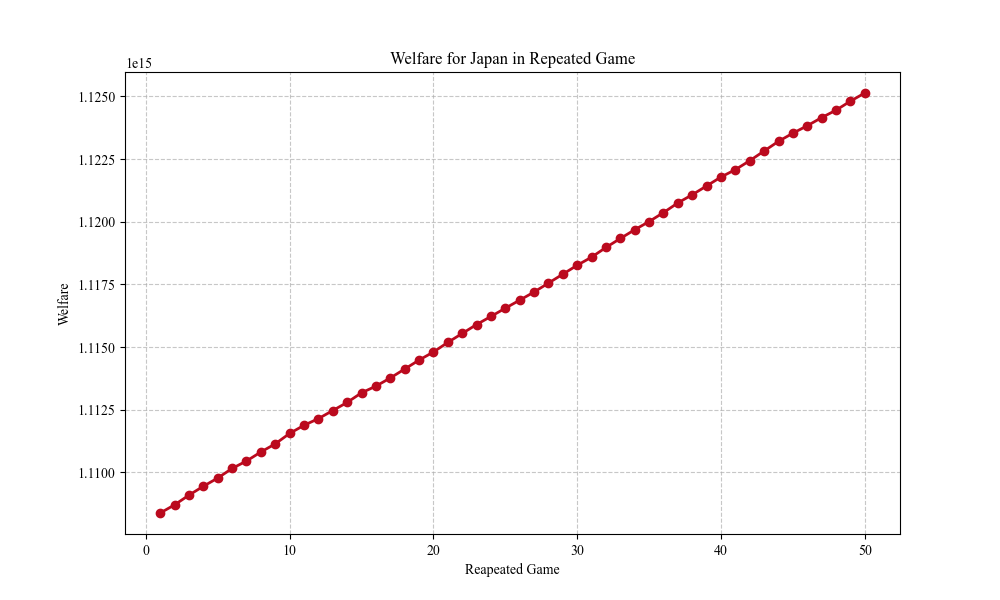 Welfare for Japan in Repeated Game
1e15
1.1250
1.1225
1.1200
1.1175
1.1150
1.1125
1.1100
Welfare
0 10 20 30 40 50
Reapeated Game